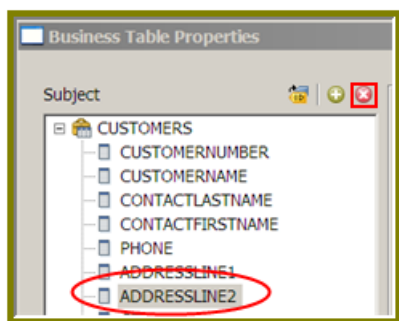 Business Table Properties
Subject
CUSTOMERS
CUSTOMERNUMBER
CUSTOMERNAME
CONTACTLASTNAME
CONTACTFIRSTNAME
PHONE
ADDRESSLINE1
ADDRESSLINE2